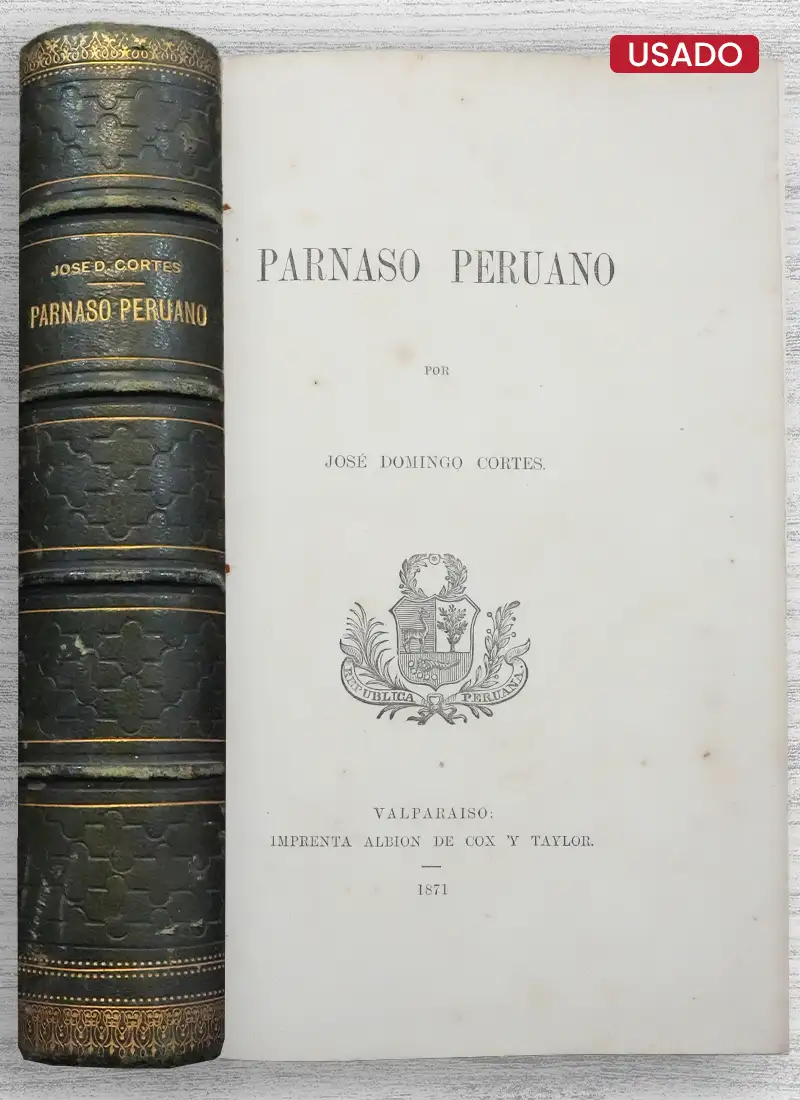 USADO
JOSE D. CORTES
PARNASO PERUANO
PARNASO PERUANO
POR
JOSÉ DOMINGO CORTES.
REPUBLICA PERUANA.
VALPARAISO:
IMPRENTA ALBION DE COX Y TAYLOR.
1871